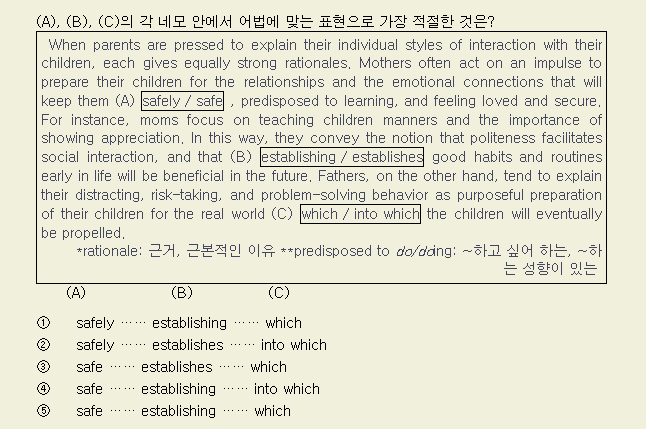 (A), (B), (C)의 각 네모 안에서 어법에 맞는 표현으로 가장 적절한 것은?
When parents are pressed to explain their individual styles of interaction with their
children, each gives equally strong rationales. Mothers often act on an impulse to
prepare their children for the relationships and the emotional connections that will
keep them (A) safely / safe , predisposed to learning, and feeling loved and secure.
For instance, moms focus on teaching children manners and the importance of
showing appreciation. In this way, they convey the notion that politeness facilitates
social interaction, and that (B) establishing / establishes good habits and routines
early in life will be beneficial in the future. Fathers, on the other hand, tend to explain
their distracting, risk-taking, and problem-solving behavior as purposeful preparation
of their children for the real world (C) which / into which the children will eventually
be propelled.
*rationale: 근거, 근본적인 이유 **predisposed to do/doing: ~하고 싶어 하는, ~하
는 성향이 있는
(A) (B) (C)
① safely …… establishing …… which
② safely …… establishes …… into which
③ safe …… establishes …… which
④ safe …… establishing …… into which
⑤ safe …… establishing …… which